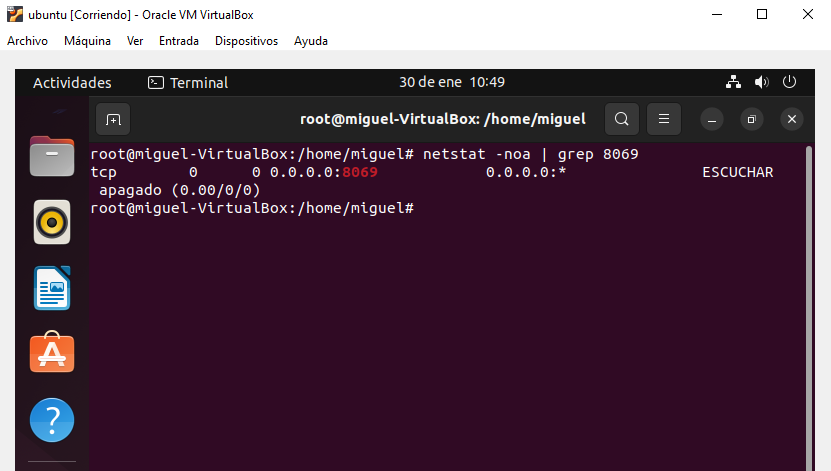 ubuntu [Corriendo] - Oracle VM VirtualBox
Archivo Máquina Ver Entrada Dispositivos Ayuda
Actividades Terminal 30 de ene 10:49
root@miguel-VirtualBox: /home/miguel
root@miguel-VirtualBox:/home/miguel# netstat -noa | grep 8069
tcp 0 0 0.0.0.0:8069 0.0.0.0:* ESCUCHAR
apagado (0.00/0/0)
root@miguel-VirtualBox:/home/miguel#